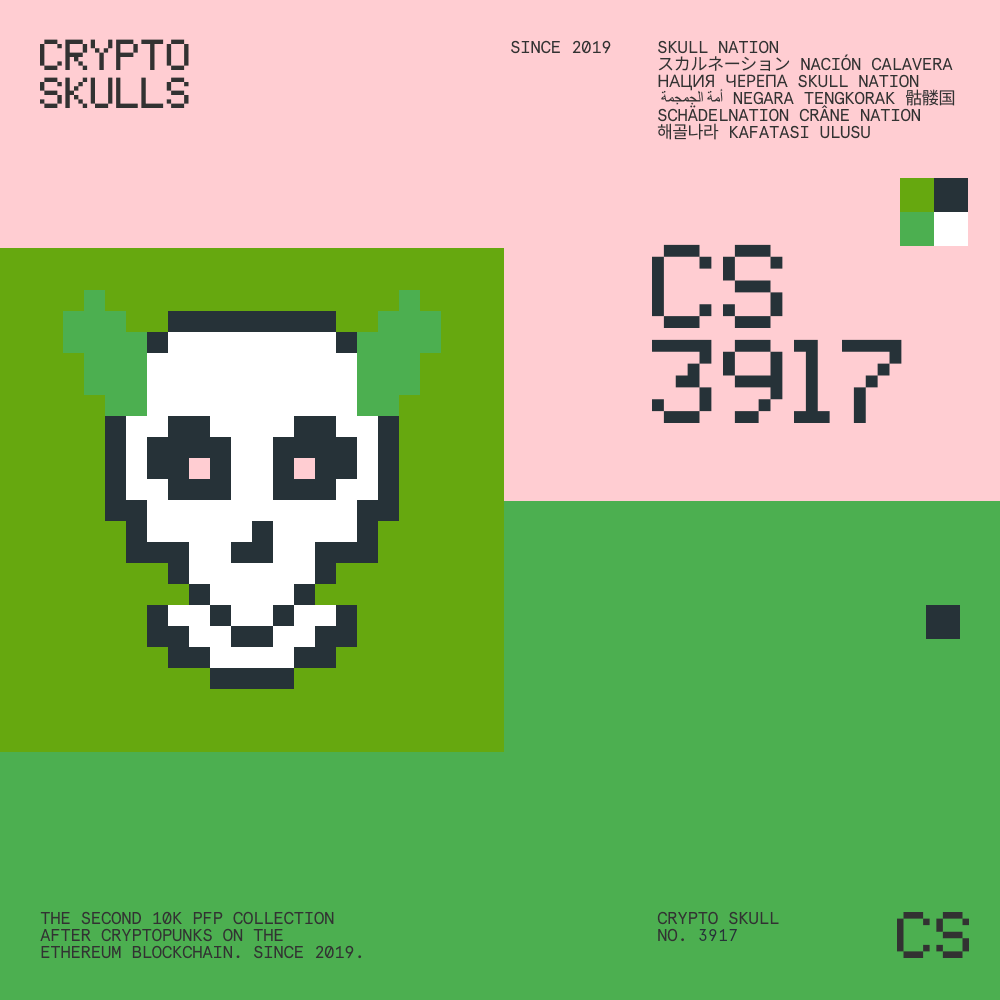 CRYPTO
SKULLS
SINCE 2019
SKULL NATION
スカルネーション NACIÓN CALAVERA
НАЦИЯ ЧЕРЕПА SKULL NATION
أمة الجمجمة NEGARA TENGKORAK 骷髅国
SCHÄDELNATION CRÂNE NATION
해골나라 KAFATASI ULUSU
CS
3917
THE SECOND 10K PFP COLLECTION
AFTER CRYPTOPUNKS ON THE
ETHEREUM BLOCKCHAIN. SINCE 2019.
CRYPTO SKULL
NO. 3917
CS